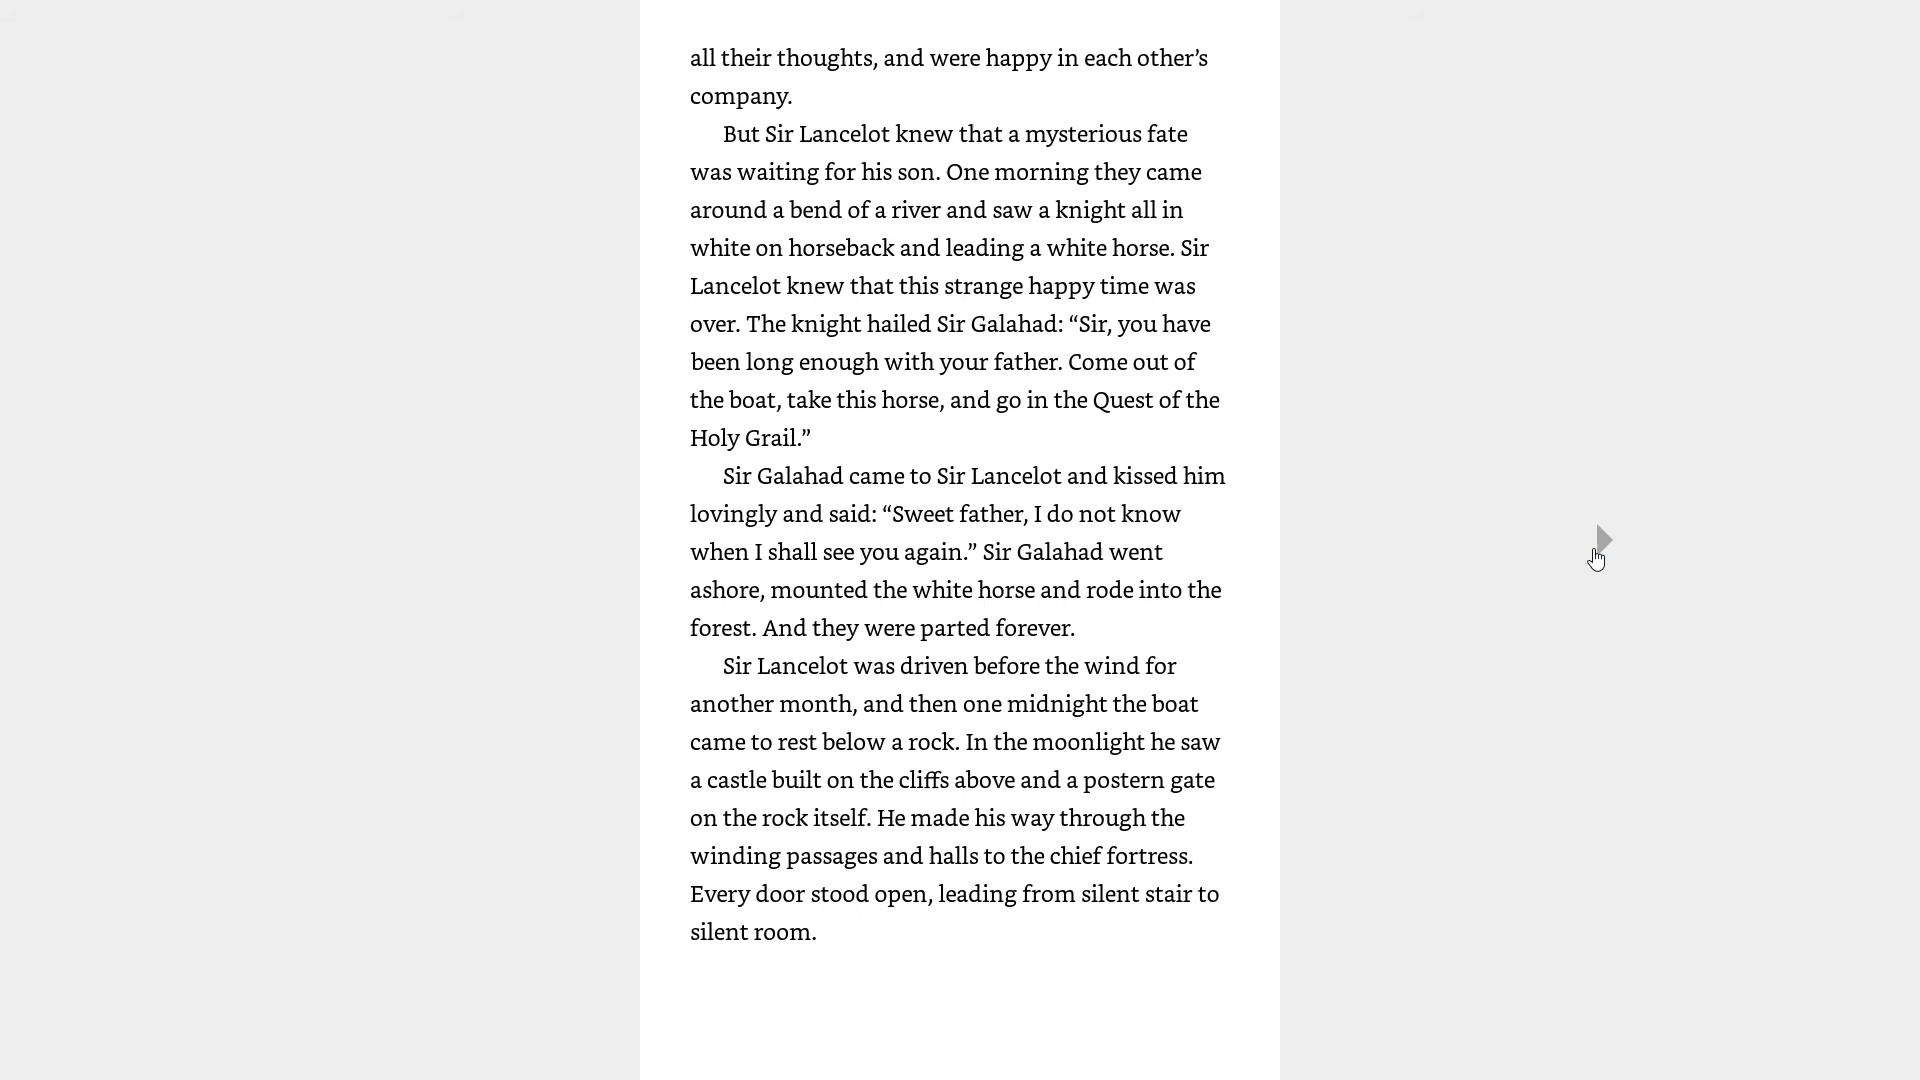 all their thoughts, and were happy in each other’s
company.
But Sir Lancelot knew that a mysterious fate
was waiting for his son. One morning they came
around a bend of a river and saw a knight all in
white on horseback and leading a white horse. Sir
Lancelot knew that this strange happy time was
over. The knight hailed Sir Galahad: “Sir, you have
been long enough with your father. Come out of
the boat, take this horse, and go in the Quest of the
Holy Grail.”
Sir Galahad came to Sir Lancelot and kissed him
lovingly and said: “Sweet father, I do not know
when I shall see you again.” Sir Galahad went
ashore, mounted the white horse and rode into the
forest. And they were parted forever.
Sir Lancelot was driven before the wind for
another month, and then one midnight the boat
came to rest below a rock. In the moonlight he saw
a castle built on the cliffs above and a postern gate
on the rock itself. He made his way through the
winding passages and halls to the chief fortress.
Every door stood open, leading from silent stair to
silent room.